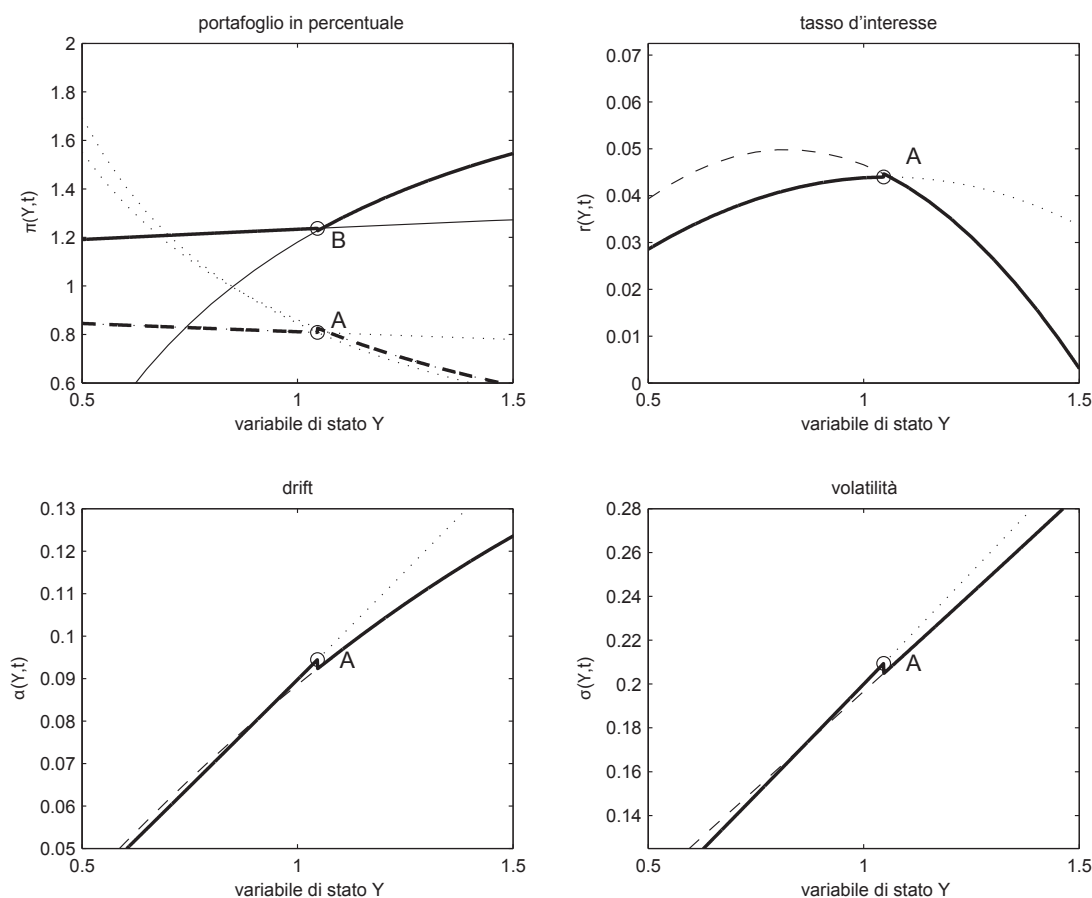 portafoglio in percentuale
2
1.8
1.6
1.4
1.2
1
0.8
0.6
π(Y,t)
B
A
0.5
1
1.5
variabile di stato Y
tasso d'interesse
0.07
0.06
0.05
0.04
0.03
0.02
0.01
0
r(Y,t)
A
0.5
1
1.5
variabile di stato Y
drift
0.13
0.12
0.11
0.1
0.09
0.08
0.07
0.06
0.05
α(Y,t)
A
0.5
1
1.5
variabile di stato Y
volatilità
0.28
0.26
0.24
0.22
0.2
0.18
0.16
0.14
σ(Y,t)
A
0.5
1
1.5
variabile di stato Y